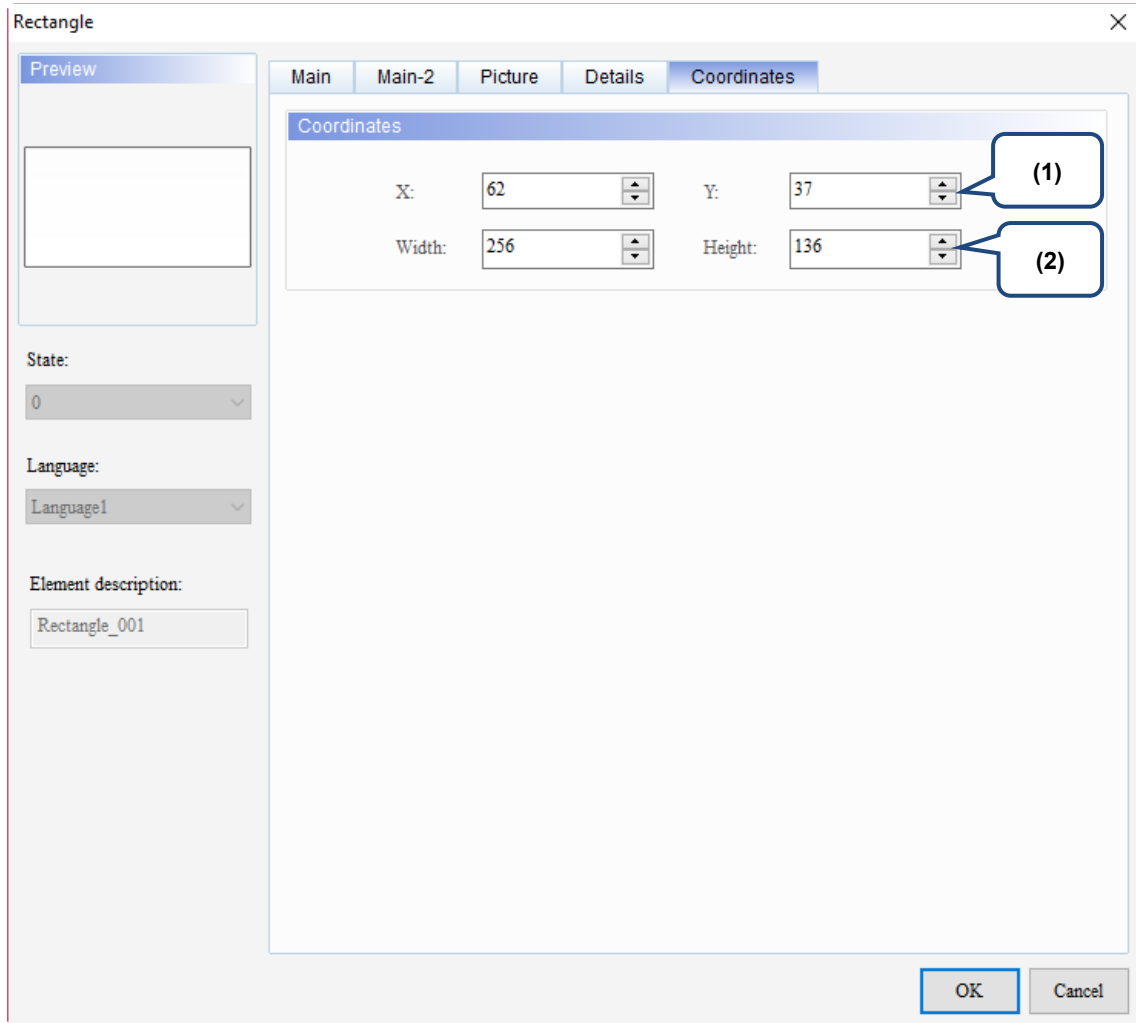 Rectangle
Preview
Main Main-2 Picture Details Coordinates
Coordinates
X: 62 Y: 37 (1)
Width: 256 Height: 136 (2)
State:
0
Language:
Language1
Element description:
Rectangle_001
OK Cancel